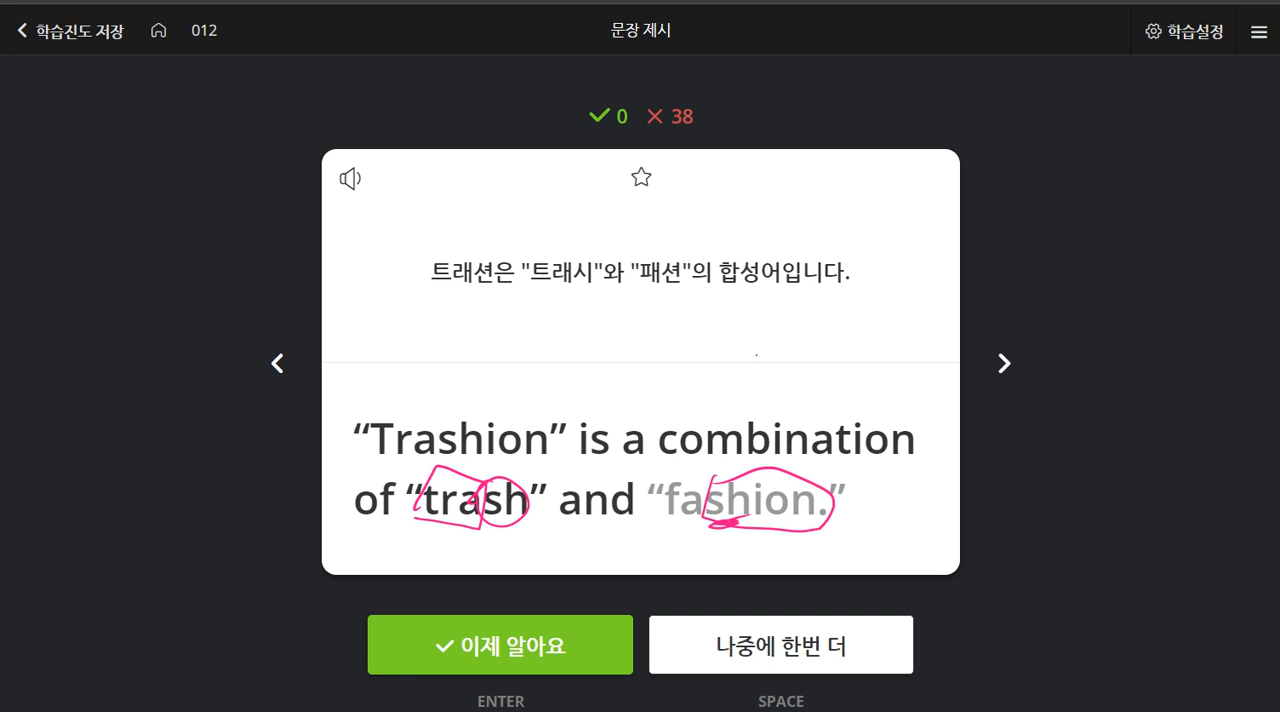 학습진도 저장 012 문장 제시 학습설정
0 38
트래션은 "트래시"와 "패션"의 합성어입니다.
“Trashion” is a combination
of “trash” and “fashion.”
이제 알아요 나중에 한번 더
ENTER SPACE